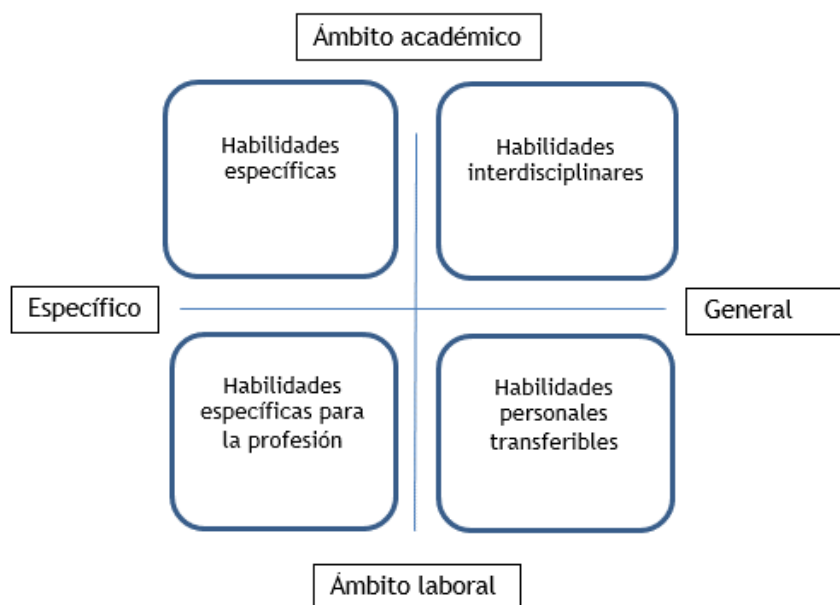 Ámbito académico
Habilidades
específicas
Habilidades
interdisciplinares
Específico
General
Habilidades
específicas para
la profesión
Habilidades
personales
transferibles
Ámbito laboral